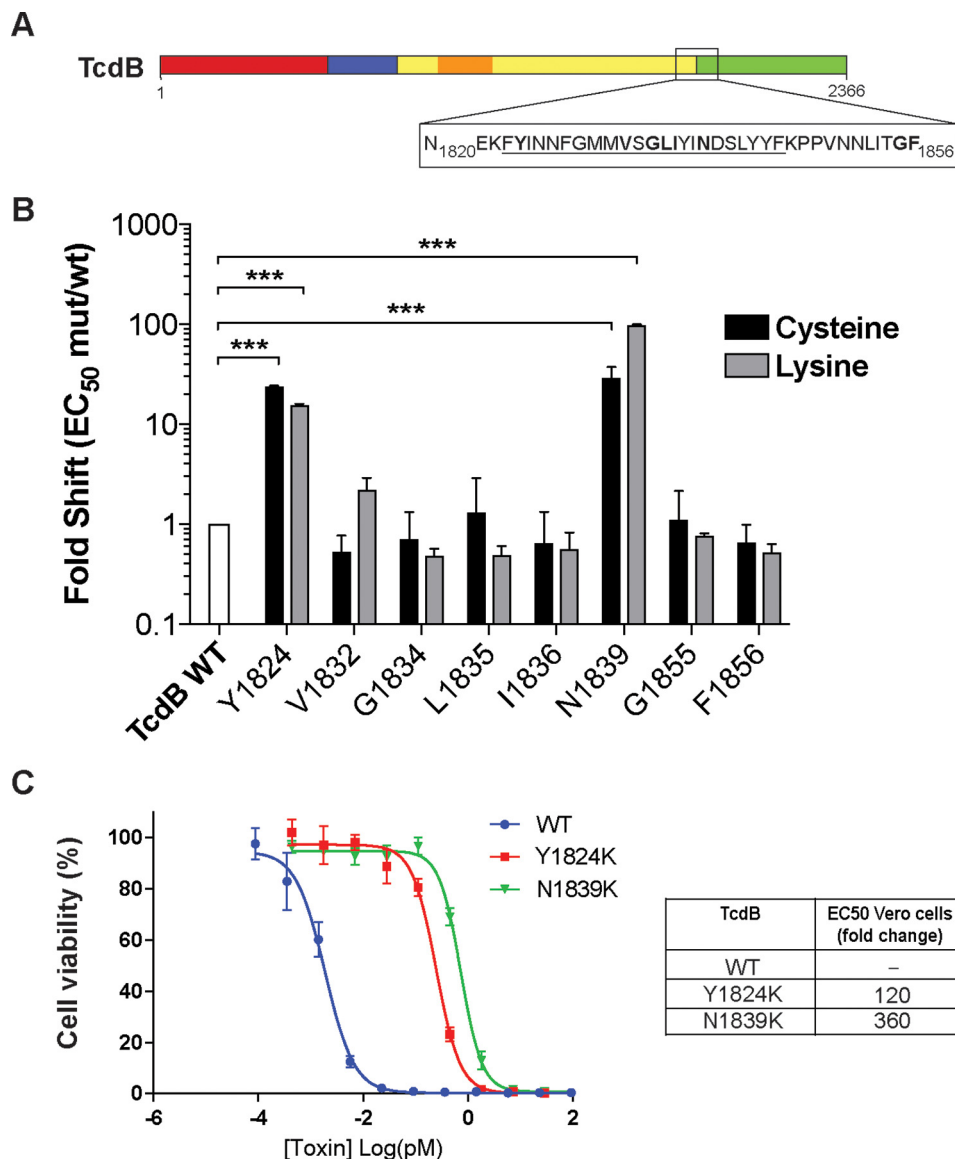 A
TcdB
1
2366
N1820EKFYINNFGMMVSGLIYINDSLYYFKPPVNNLITGF1856
B
Fold Shift (EC50 mut/wt)
1000
100
10
1
0.1
***
***
***
***
Cysteine
Lysine
TcdB WT
Y1824
V1832
G1834
L1835
I1836
N1839
G1855
F1856
C
Cell viability (%)
100
80
60
40
20
0
-6
-4
-2
0
2
[Toxin] Log(pM)
WT
Y1824K
N1839K
TcdB EC50 Vero cells
(fold change)
WT –
Y1824K 120
N1839K 360